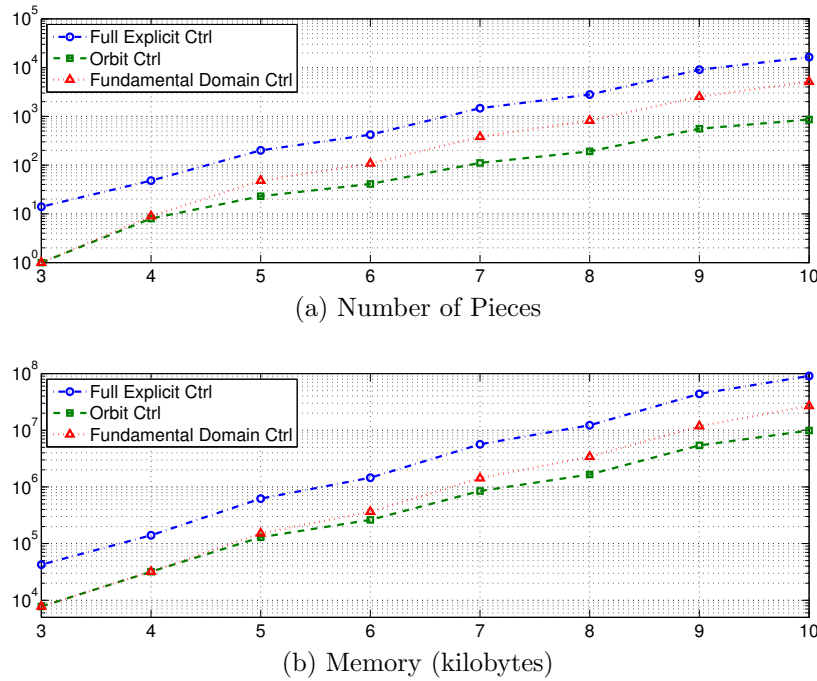 10^5
10^4
10^3
10^2
10^1
10^0
Full Explicit Ctrl
Orbit Ctrl
Fundamental Domain Ctrl
3 4 5 6 7 8 9 10
(a) Number of Pieces
10^8
10^7
10^6
10^5
10^4
Full Explicit Ctrl
Orbit Ctrl
Fundamental Domain Ctrl
3 4 5 6 7 8 9 10
(b) Memory (kilobytes)